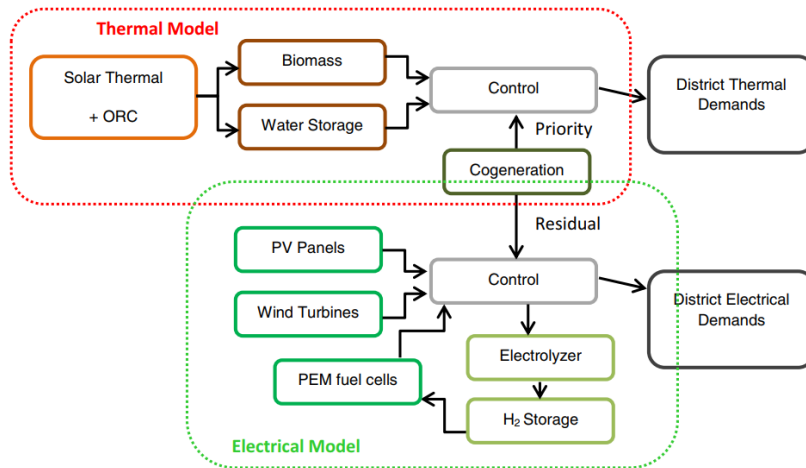 Thermal Model
Solar Thermal
+ ORC
Biomass
Water Storage
Control
District Thermal
Demands
Priority
Cogeneration
Residual
PV Panels
Wind Turbines
Control
District Electrical
Demands
Electrolyzer
PEM fuel cells
H₂ Storage
Electrical Model